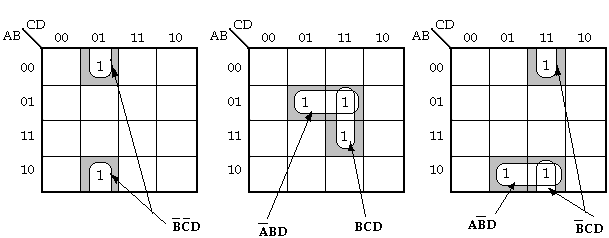 CD
AB 00 01 11 10
00 1
01
11
10 1
B̅C̅D
CD
AB 00 01 11 10
00
01 1 1
11 1
10
A̅BD BCD
CD
AB 00 01 11 10
00 1
01
11
10 1 1
AB̅D B̅CD